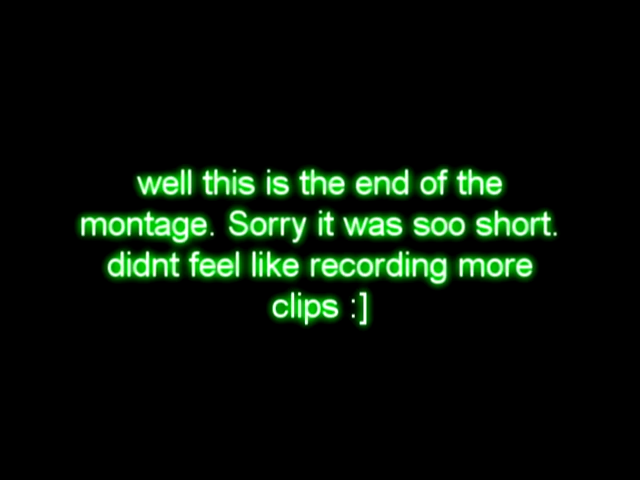 well this is the end of the
montage. Sorry it was soo short.
didnt feel like recording more
clips :]